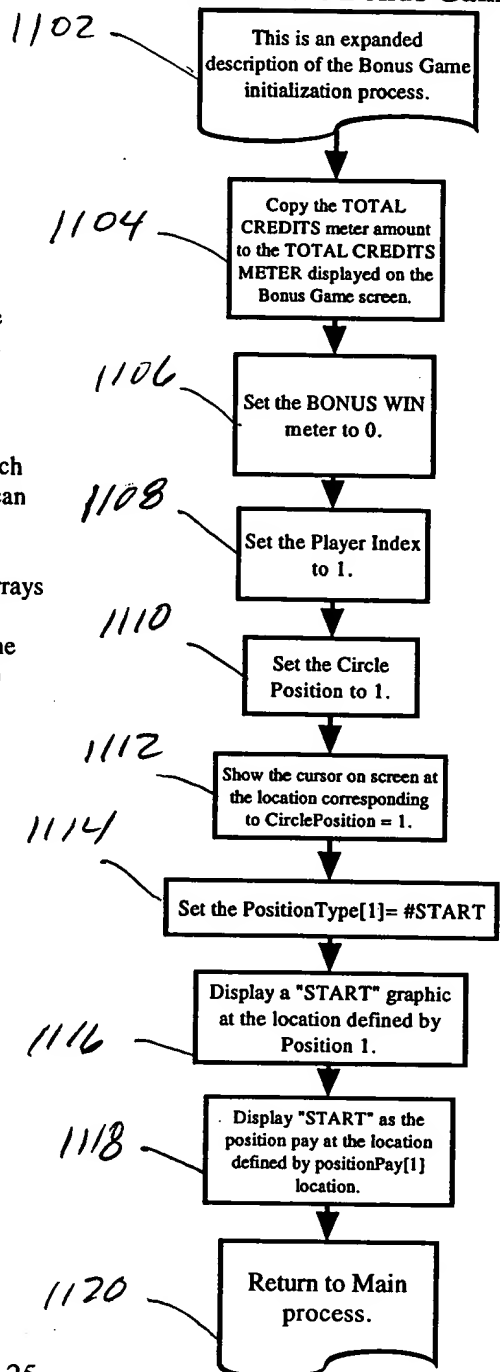 1102
This is an expanded
description of the Bonus Game
initialization process.
1104
Copy the TOTAL
CREDITS meter amount
to the TOTAL CREDITS
METER displayed on the
Bonus Game screen.
1106
Set the BONUS WIN
meter to 0.
ch
can
1108
Set the Player Index
to 1.
rrays
1110
Set the Circle
Position to 1.
1112
Show the cursor on screen at
the location corresponding
to CirclePosition = 1.
1114
Set the PositionType[1]= #START
Display a "START" graphic
at the location defined by
Position 1.
1116
Display "START" as the
position pay at the location
defined by positionPay[1]
location.
1118
Return to Main
process.
1120
25